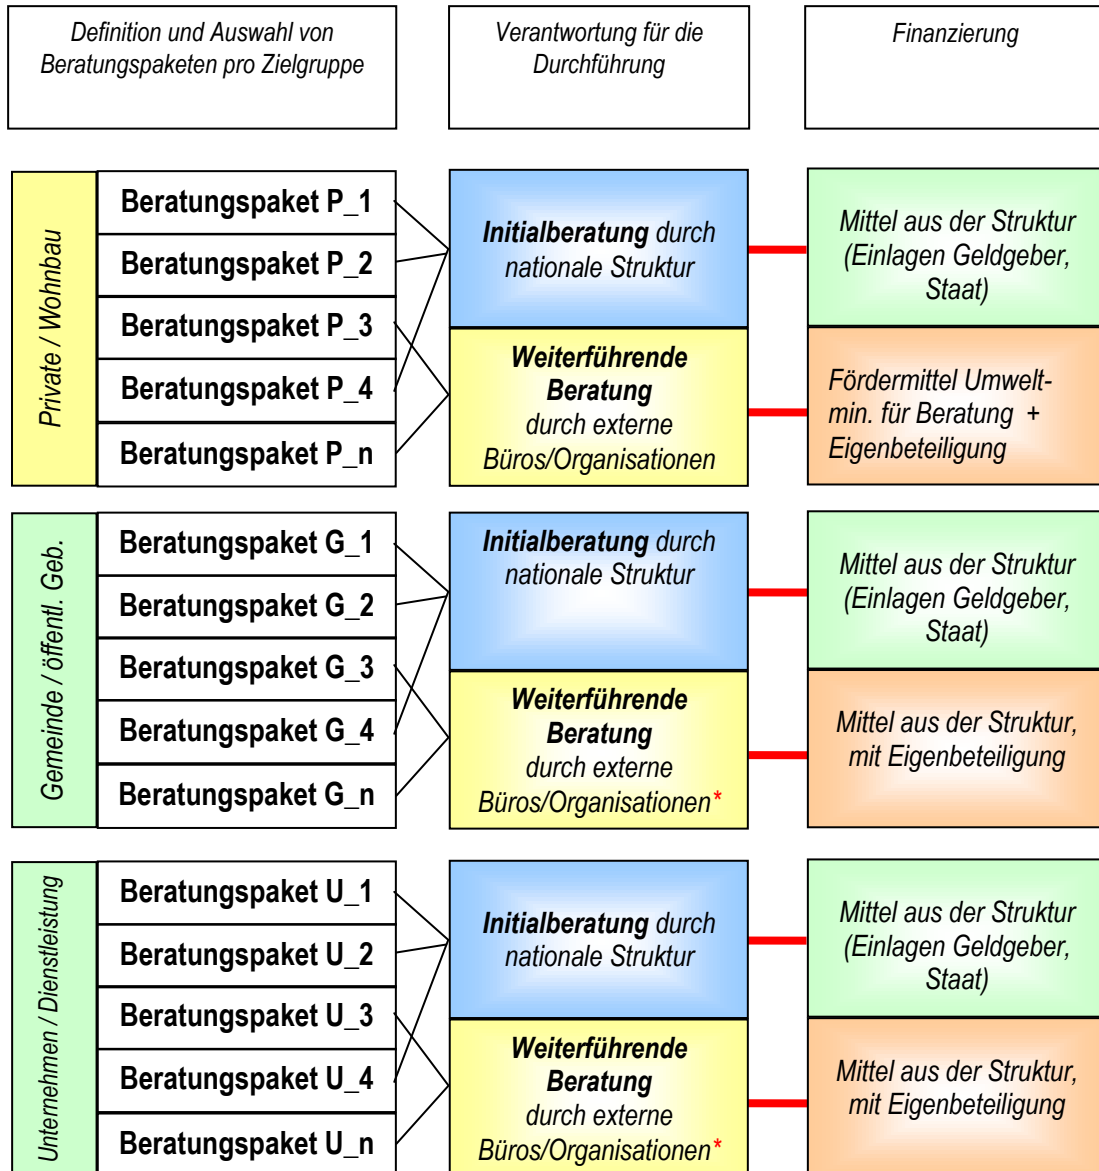 Definition und Auswahl von
Beratungspaketen pro Zielgruppe
Verantwortung für die
Durchführung
Finanzierung
Private / Wohnbau
Beratungspaket P_1
Beratungspaket P_2
Beratungspaket P_3
Beratungspaket P_4
Beratungspaket P_n
Initialberatung durch
nationale Struktur
Weiterführende
Beratung
durch externe
Büros/Organisationen
Mittel aus der Struktur
(Einlagen Geldgeber,
Staat)
Fördermittel Umwelt-
min. für Beratung +
Eigenbeteiligung
Gemeinde / öffentl. Geb.
Beratungspaket G_1
Beratungspaket G_2
Beratungspaket G_3
Beratungspaket G_4
Beratungspaket G_n
Initialberatung durch
nationale Struktur
Weiterführende
Beratung
durch externe
Büros/Organisationen*
Mittel aus der Struktur
(Einlagen Geldgeber,
Staat)
Mittel aus der Struktur,
mit Eigenbeteiligung
Unternehmen / Dienstleistung
Beratungspaket U_1
Beratungspaket U_2
Beratungspaket U_3
Beratungspaket U_4
Beratungspaket U_n
Initialberatung durch
nationale Struktur
Weiterführende
Beratung
durch externe
Büros/Organisationen*
Mittel aus der Struktur
(Einlagen Geldgeber,
Staat)
Mittel aus der Struktur,
mit Eigenbeteiligung